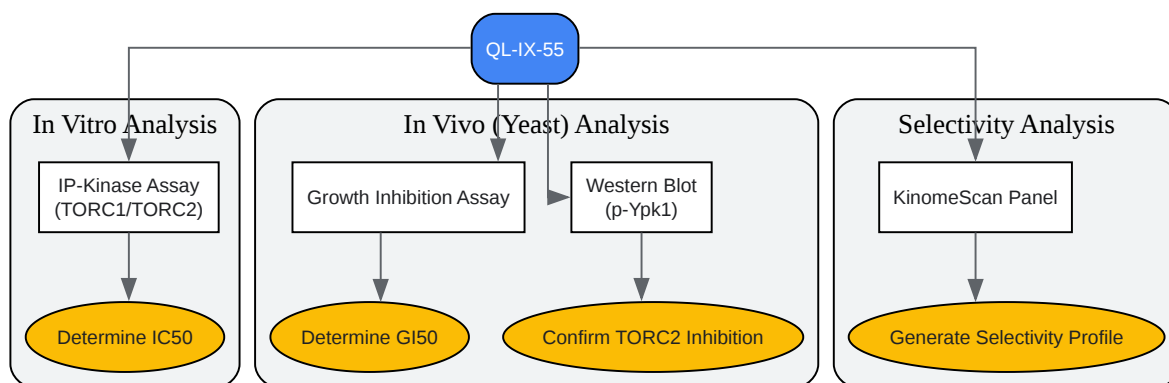 QL-IX-55
In Vitro Analysis
In Vivo (Yeast) Analysis
Selectivity Analysis
IP-Kinase Assay
(TORC1/TORC2)
Growth Inhibition Assay
Western Blot
(p-Ypk1)
KinomeScan Panel
Determine IC50
Determine GI50
Confirm TORC2 Inhibition
Generate Selectivity Profile